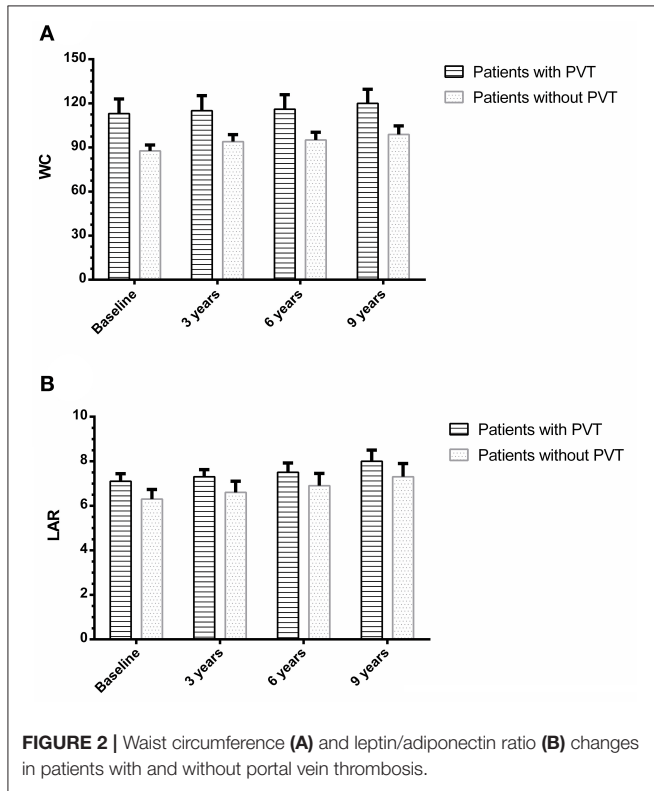 A
150
120
90
60
30
0
WC
Baseline
3 years
6 years
9 years
Patients with PVT
Patients without PVT
B
10
8
6
4
2
0
LAR
Baseline
3 years
6 years
9 years
Patients with PVT
Patients without PVT
FIGURE 2 | Waist circumference (A) and leptin/adiponectin ratio (B) changes
in patients with and without portal vein thrombosis.